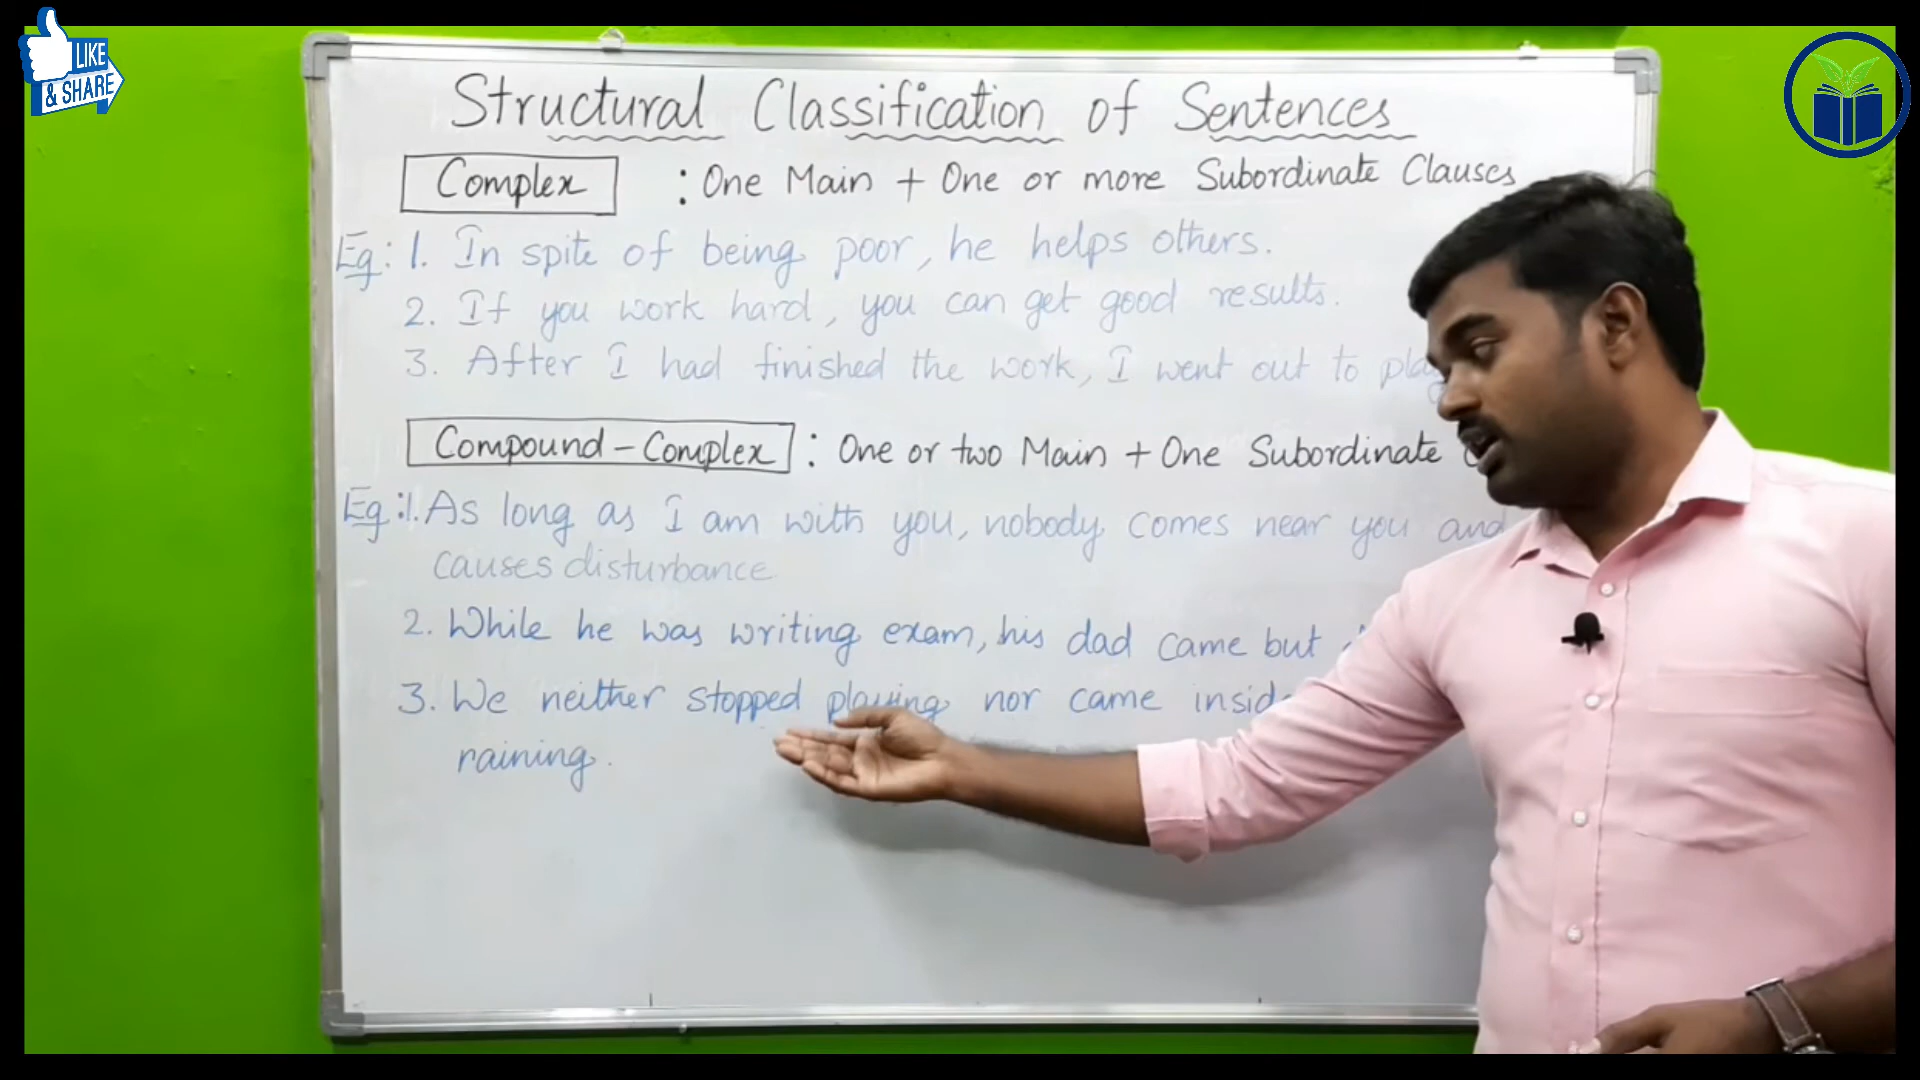 LIKE
& SHARE
Structural Classification of Sentences
Complex : One Main + One or more Subordinate Clauses
Eg: 1. In spite of being poor, he helps others.
2. If you work hard, you can get good results.
3. After I had finished the work, I went out to play
Compound-Complex : One or two Main + One Subordinate
Eg: 1. As long as I am with you, nobody comes near you and
causes disturbance
2. While he was writing exam, his dad came but
3. We neither stopped playing nor came
raining.